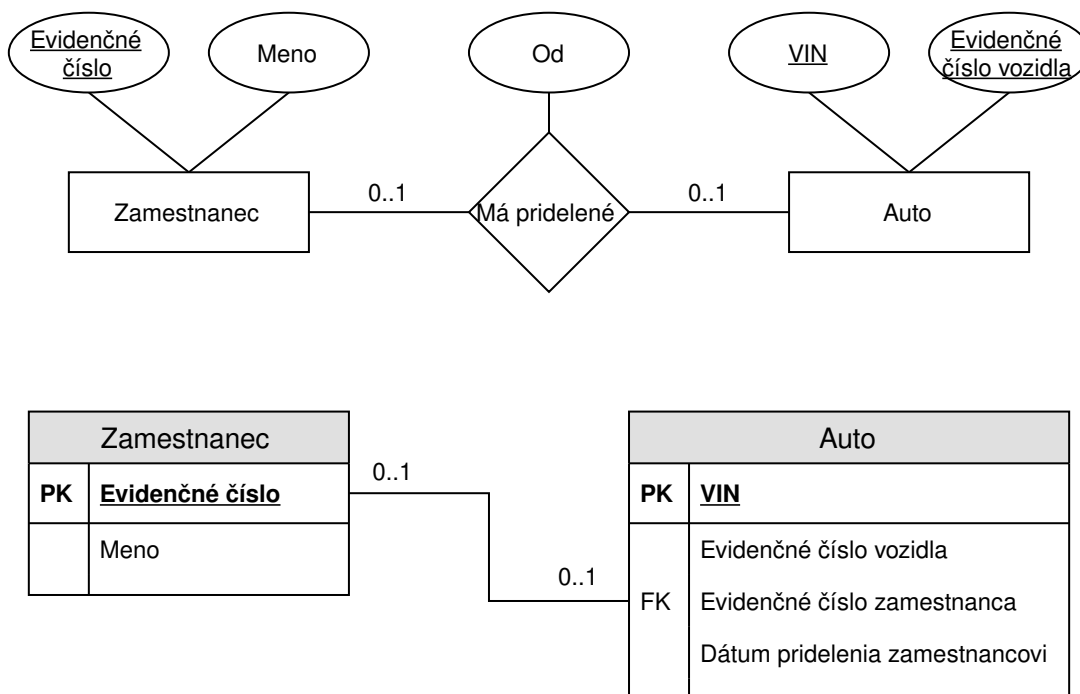 Evidenčné
číslo
Meno
Od
VIN
Evidenčné
číslo vozidla
Zamestnanec
0..1
Má pridelené
0..1
Auto
Zamestnanec
PK Evidenčné číslo
Meno
0..1
0..1
Auto
PK VIN
Evidenčné číslo vozidla
FK Evidenčné číslo zamestnanca
Dátum pridelenia zamestnancovi